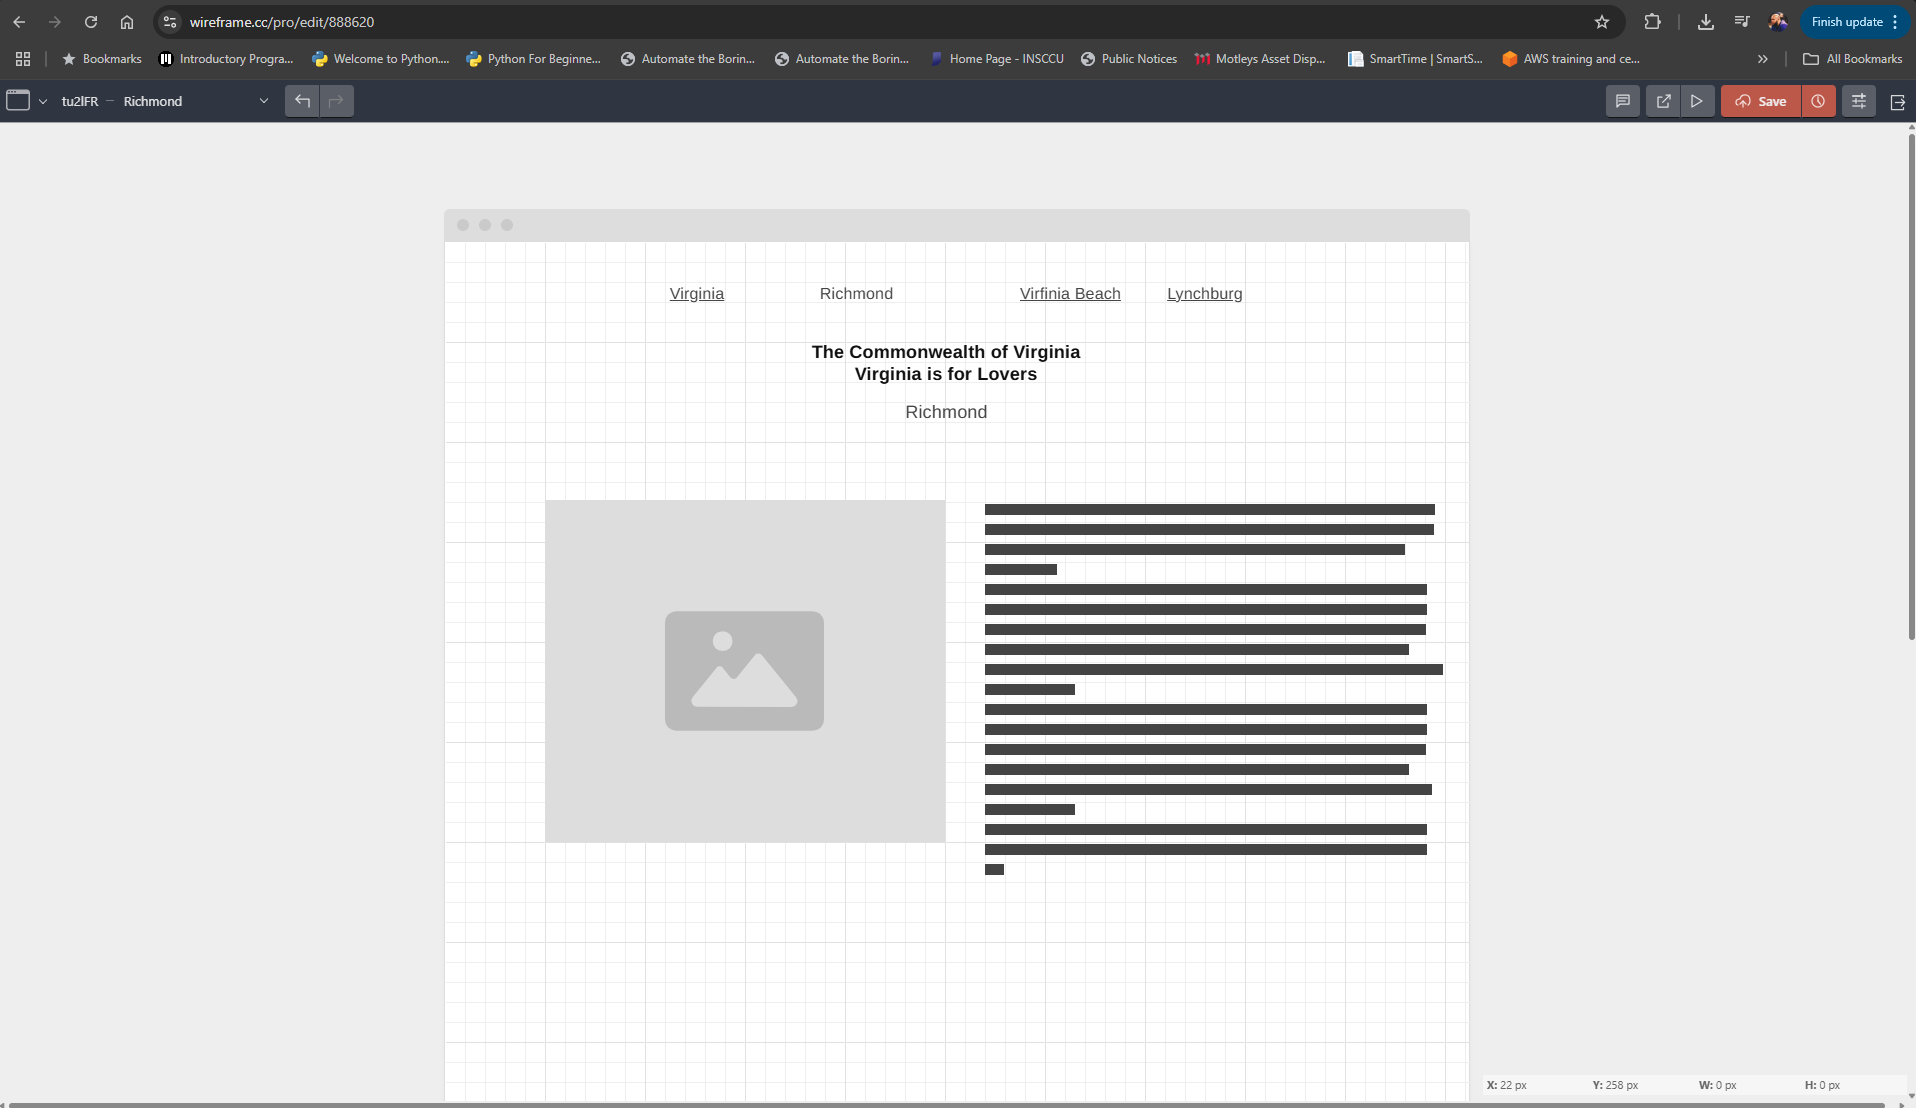 wireframe.cc/pro/edit/888620
Finish update
Bookmarks
Introductory Progra...
Welcome to Python....
Python For Beginne...
Automate the Borin...
Automate the Borin...
Home Page - INSCCU
Public Notices
Motleys Asset Disp...
SmartTime | SmartS...
AWS training and ce...
All Bookmarks
tu2lFR – Richmond
Save
Virginia
Richmond
Virfinia Beach
Lynchburg
The Commonwealth of Virginia
Virginia is for Lovers
Richmond
X: 22 px
Y: 258 px
W: 0 px
H: 0 px